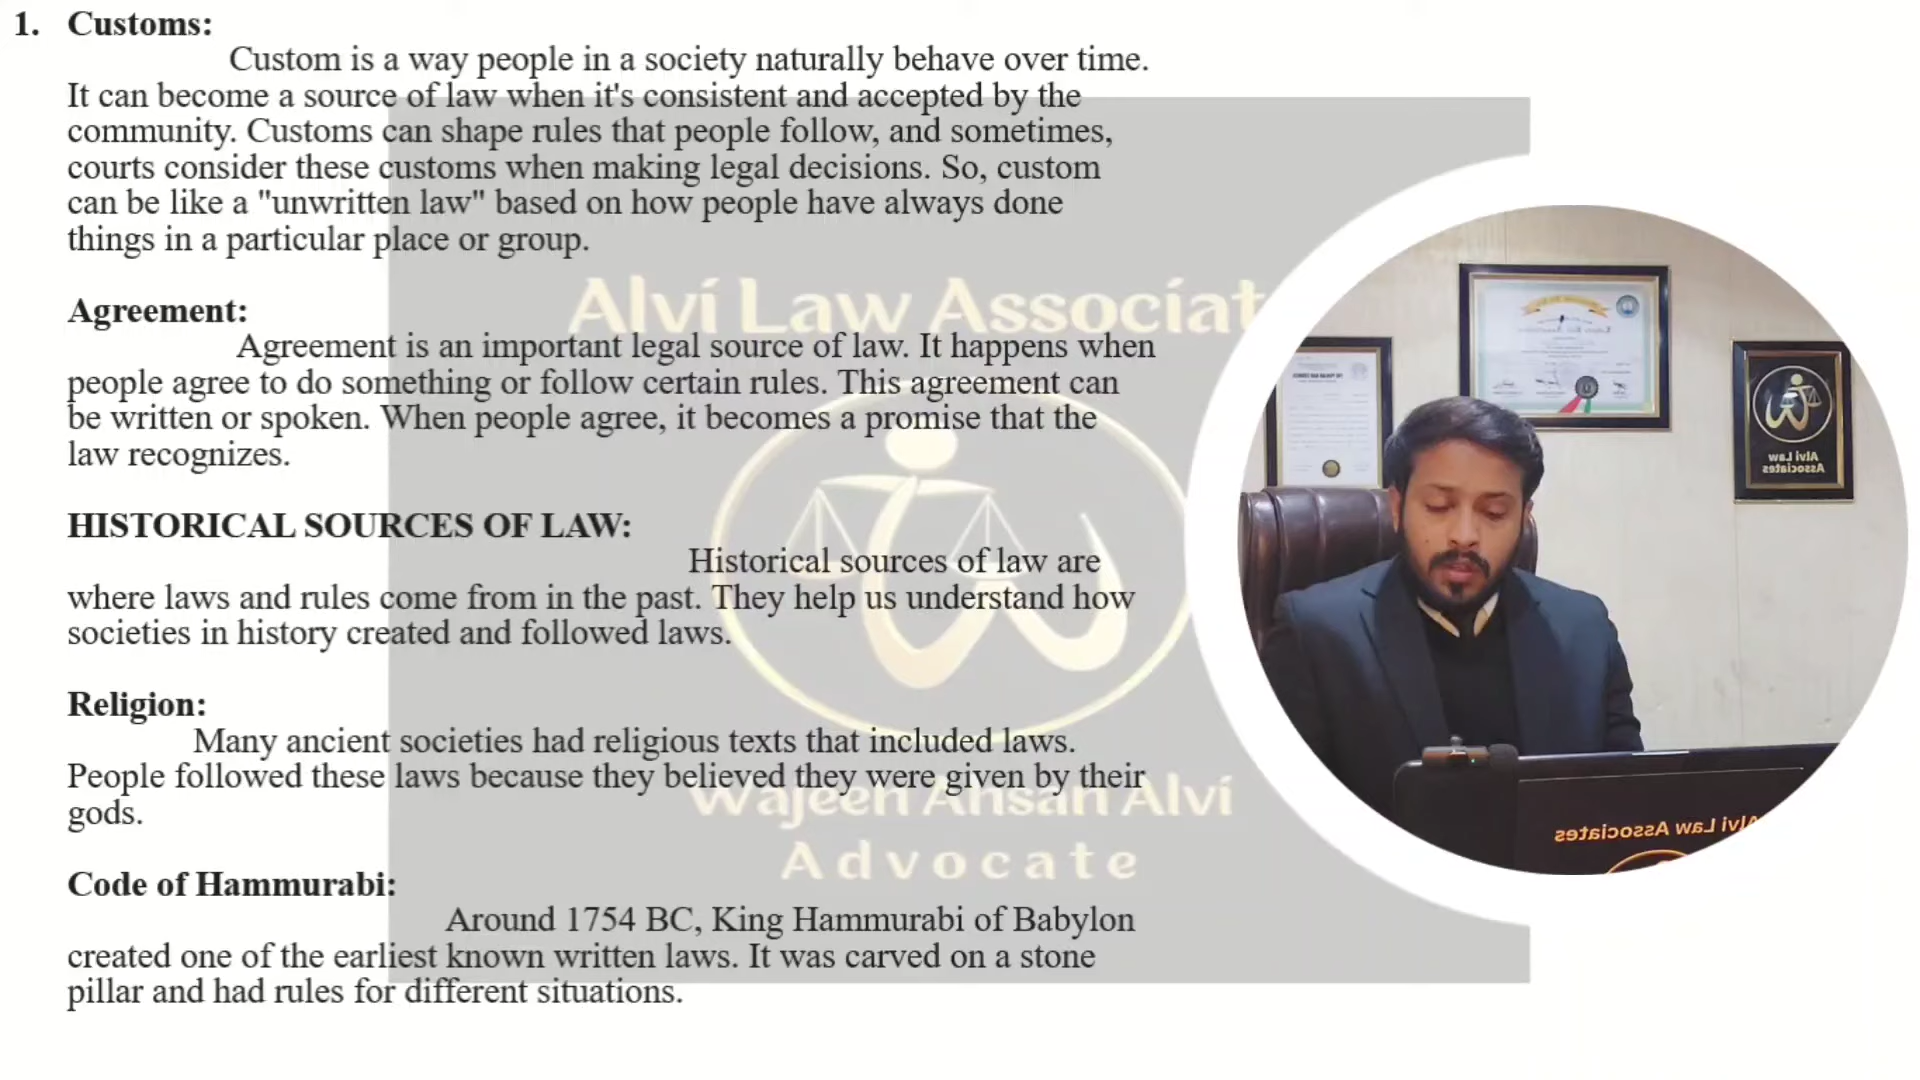 1. Customs:
Custom is a way people in a society naturally behave over time.
It can become a source of law when it's consistent and accepted by the
community. Customs can shape rules that people follow, and sometimes,
courts consider these customs when making legal decisions. So, custom
can be like a "unwritten law" based on how people have always done
things in a particular place or group.
Agreement:
Agreement is an important legal source of law. It happens when
people agree to do something or follow certain rules. This agreement can
be written or spoken. When people agree, it becomes a promise that the
law recognizes.
HISTORICAL SOURCES OF LAW:
Historical sources of law are
where laws and rules come from in the past. They help us understand how
societies in history created and followed laws.
Religion:
Many ancient societies had religious texts that included laws.
People followed these laws because they believed they were given by their
gods.
Code of Hammurabi:
Around 1754 BC, King Hammurabi of Babylon
created one of the earliest known written laws. It was carved on a stone
pillar and had rules for different situations.
Alvi Law Associat
Wajeeh Ahsan Alvi
Advocate
Alvi Law
Associates
Alvi Law Associates